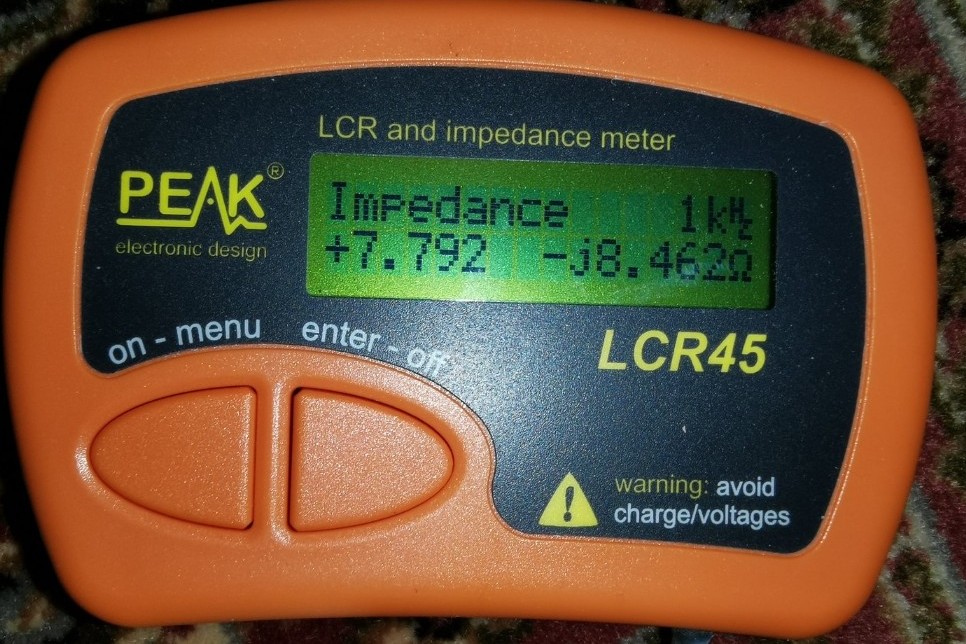 LCR and impedance meter
PEAK®
electronic design
Impedance 1kHz
+7.792 -j8.462Ω
on - menu enter - off
LCR45
warning: avoid
charge/voltages